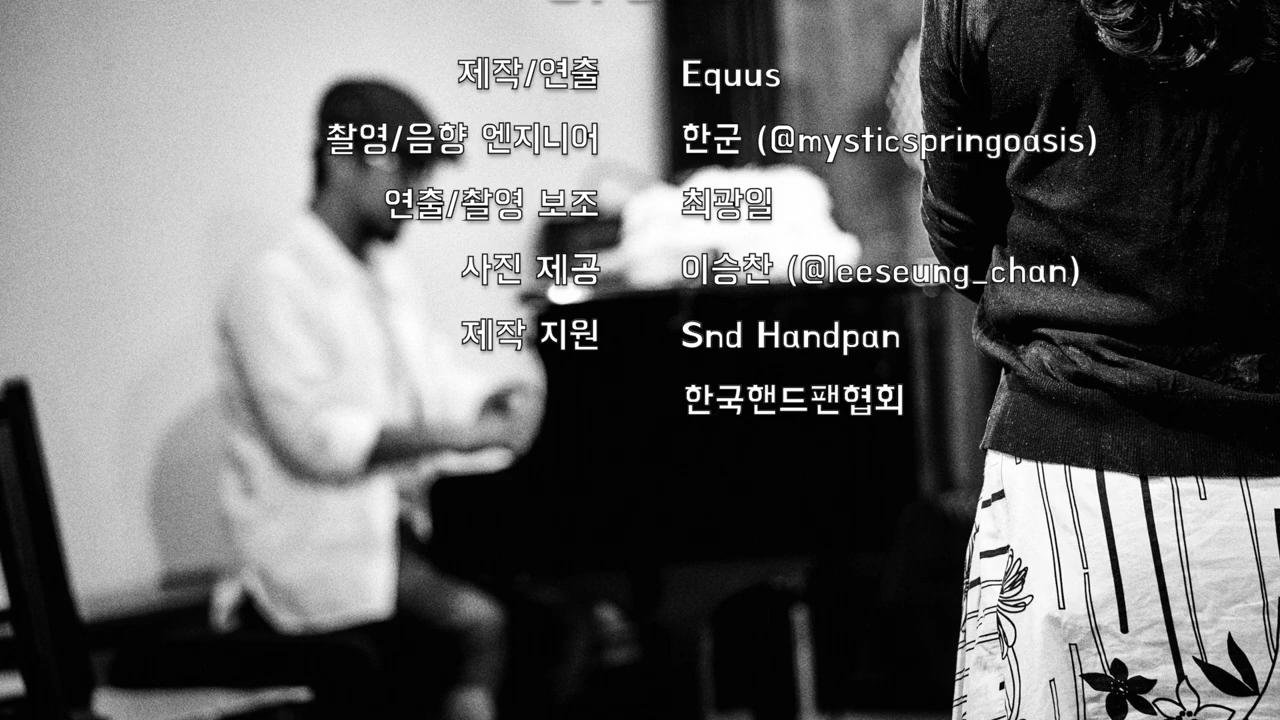 제작/연출 Equus
촬영/음향 엔지니어 한군 (@mysticspringoasis)
연출/촬영 보조 최광일
사진 제공 이승찬 (@leeseung_chan)
제작 지원 Snd Handpan
한국핸드팬협회